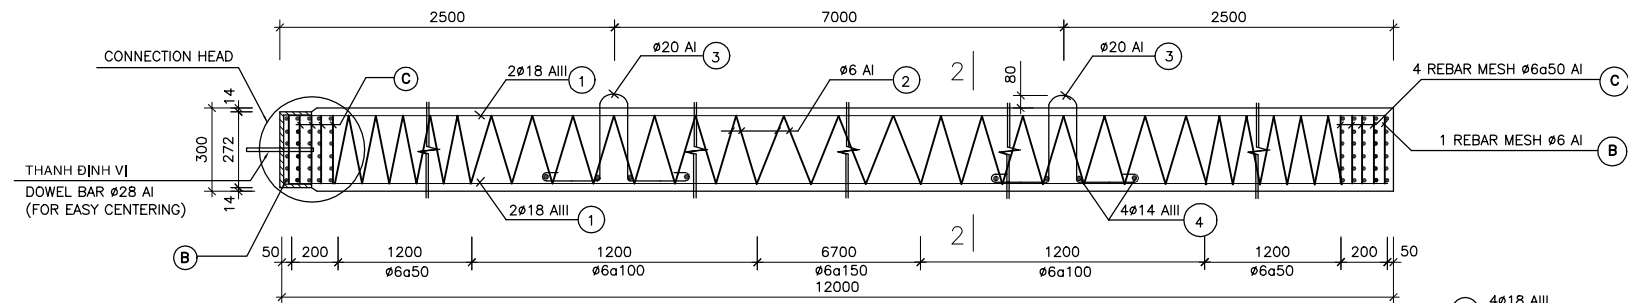 2500 7000 2500
CONNECTION HEAD
C
2ø18 AIII 1
ø20 AI 3
ø6 AI 2
2
80
ø20 AI 3
4 REBAR MESH ø6a50 AI C
1 REBAR MESH ø6 AI B
14
300 272
14
THANH ĐỊNH VỊ
DOWEL BAR ø28 AI
(FOR EASY CENTERING)
2ø18 AIII 1
4ø14 AIII 4
2
B
50 200 1200 1200 6700 1200 1200 200 50
ø6a50 ø6a100 ø6a150 ø6a100 ø6a50
12000
4ø18 AIII